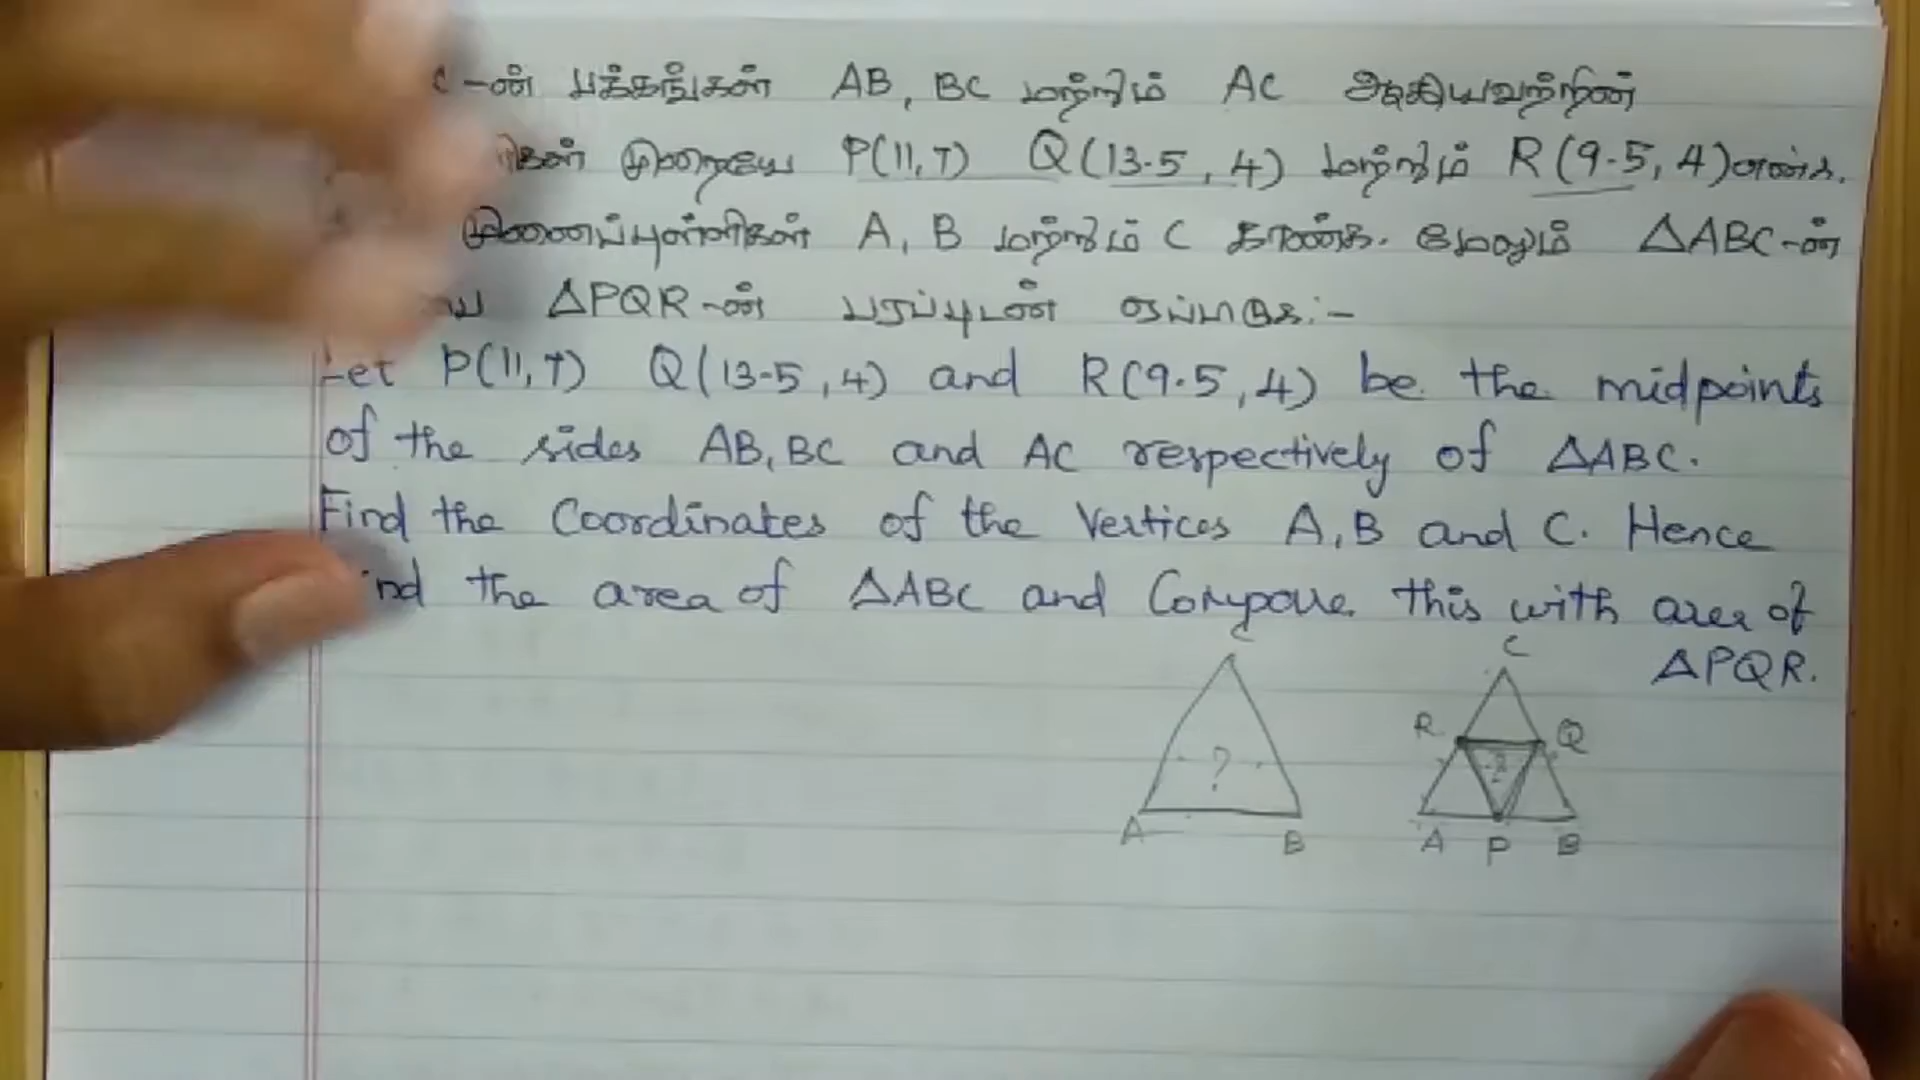 -ன் பக்கங்கள் AB, BC மற்றும் AC ஆகியவற்றின்
முறையே P(11,7) Q(13.5, 4) மற்றும் R(9.5, 4) என்க.
முனைப்புள்ளிகள் A, B மற்றும் C காண்க. மேலும் ΔABC-ன்
ΔPQR-ன் பரப்புடன் ஒப்பிடுக:-
Let P(11,7) Q(13.5,4) and R(9.5,4) be the midpoints
of the sides AB, BC and AC respectively of ΔABC.
Find the Coordinates of the Vertices A, B and C. Hence
the area of ΔABC and Compare this with area of
ΔPQR.
C C
R Q
? ?
A B A P B